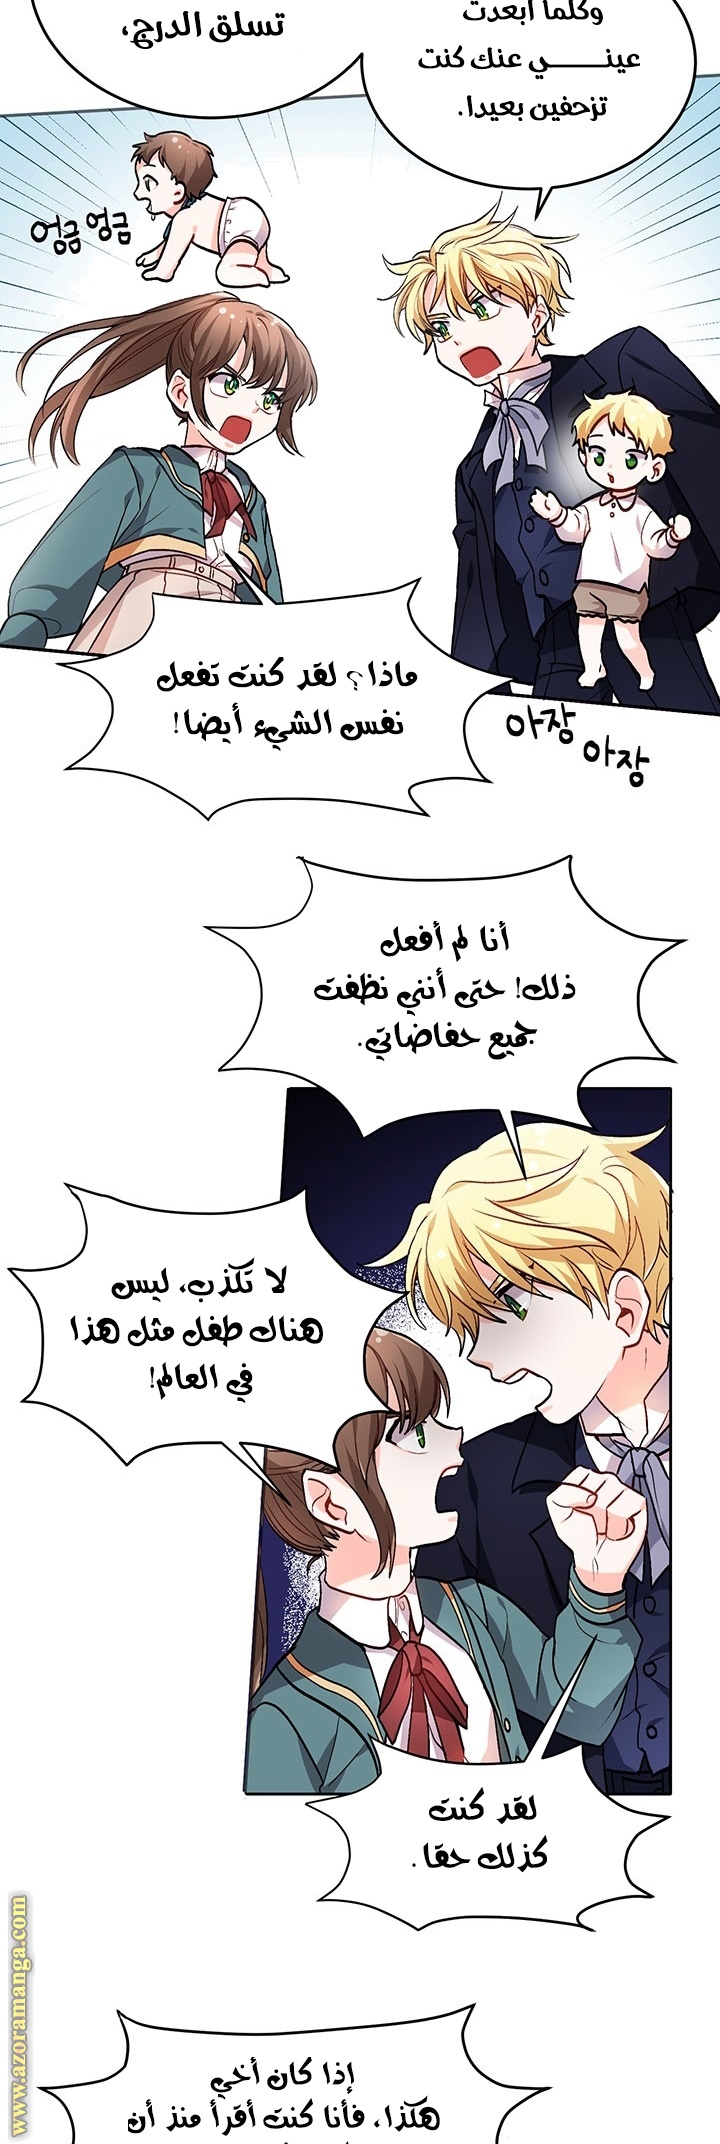 تسلق الدرج،
وكلما أبعدت
عينــــي عنك كنت
تزحفين بعيدا.
엉금 엉금
ماذا؟ لقد كنت تفعل
نفس الشيء أيضا!
아장
아장
أنا لم أفعل
ذلك! حتى أنني نظفت
جميع حفاضاتي.
لا تكذب، ليس
هناك طفل مثل هذا
في العالم!
لقد كنت
كذلك حقا.
إذا كان أخي
هكذا، فأنا كنت أقرأ منذ أن
www.azoramanga.com